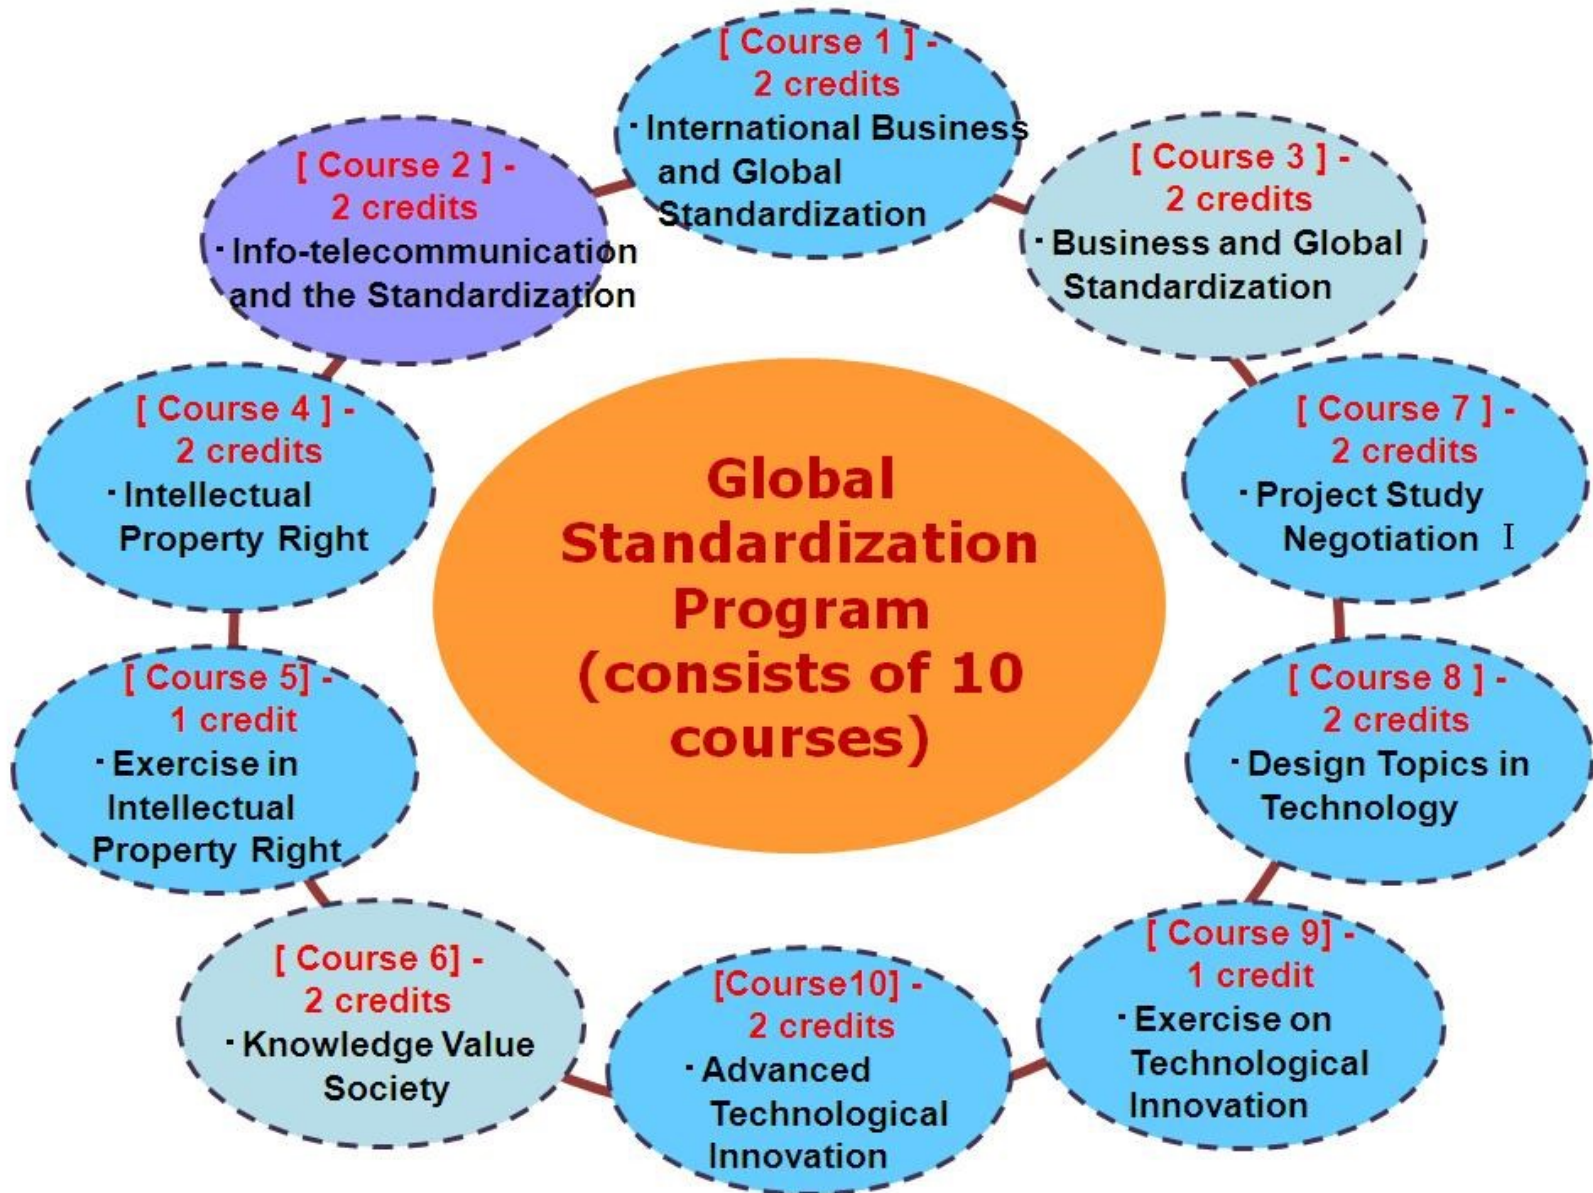 [ Course 1 ] -
2 credits
· International Business
and Global
Standardization
[ Course 2 ] -
2 credits
· Info-telecommunication
and the Standardization
[ Course 3 ] -
2 credits
· Business and Global
Standardization
[ Course 4 ] -
2 credits
· Intellectual
Property Right
[ Course 7 ] -
2 credits
· Project Study
Negotiation I
Global
Standardization
Program
(consists of 10
courses)
[ Course 5] -
1 credit
· Exercise in
Intellectual
Property Right
[ Course 8 ] -
2 credits
· Design Topics in
Technology
[ Course 6] -
2 credits
· Knowledge Value
Society
[Course10] -
2 credits
· Advanced
Technological
Innovation
[ Course 9] -
1 credit
· Exercise on
Technological
Innovation